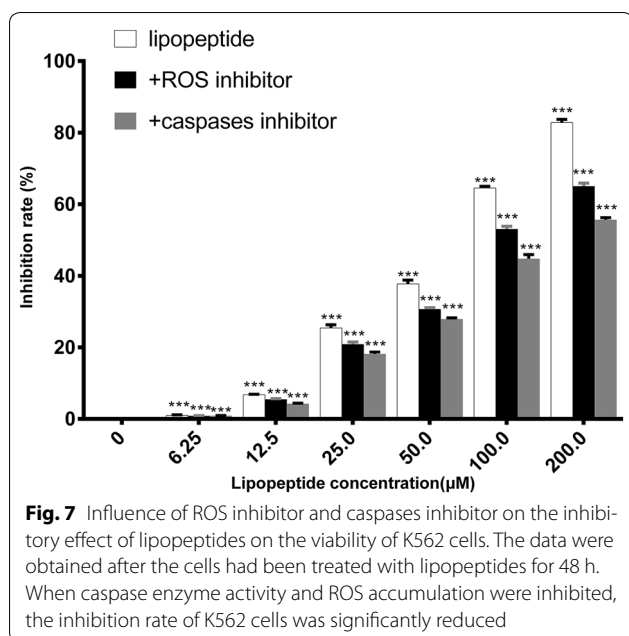 lipopeptide
+ROS inhibitor
+caspases inhibitor
100
80
60
40
20
0
Inhibition rate (%)
*** *** ***
*** *** ***
*** *** ***
*** *** ***
*** *** ***
*** *** ***
0 6.25 12.5 25.0 50.0 100.0 200.0
Lipopeptide concentration(μM)
Fig. 7 Influence of ROS inhibitor and caspases inhibitor on the inhibi-
tory effect of lipopeptides on the viability of K562 cells. The data were
obtained after the cells had been treated with lipopeptides for 48 h.
When caspase enzyme activity and ROS accumulation were inhibited,
the inhibition rate of K562 cells was significantly reduced